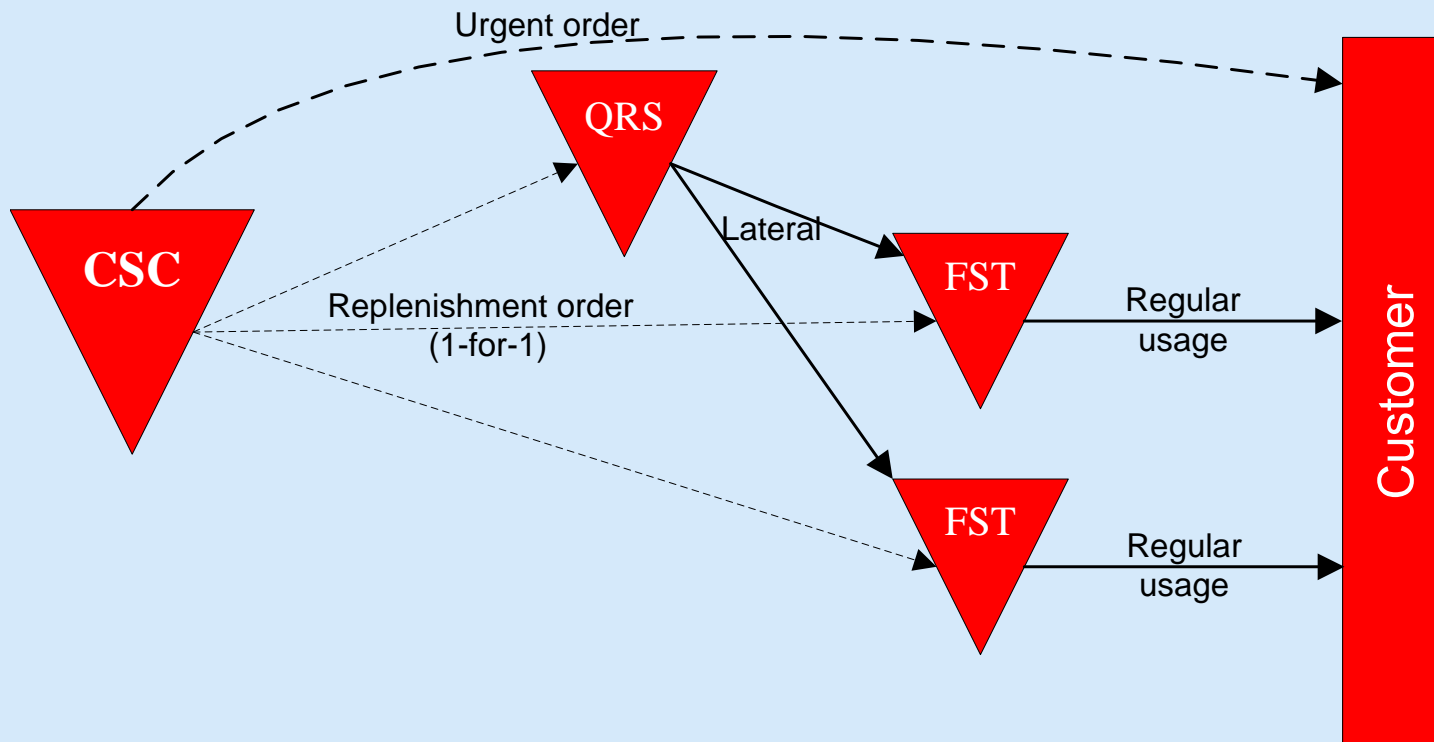 Urgent order
QRS
CSC
Lateral
FST
Replenishment order
(1-for-1)
Regular
usage
Customer
FST
Regular
usage